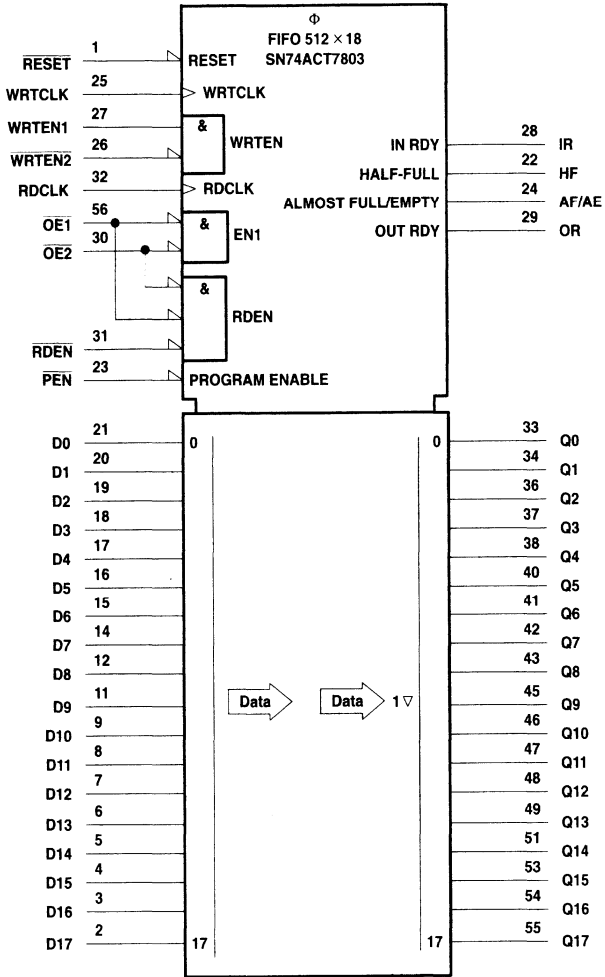 Φ
FIFO 512 × 18
SN74ACT7803
RESET 1 RESET
WRTCLK 25 WRTCLK
WRTEN1 27 & WRTEN
WRTEN2 26
RDCLK 32 RDCLK
OE1 56 & EN1
OE2 30
& RDEN
RDEN 31
PEN 23 PROGRAM ENABLE
IN RDY 28 IR
HALF-FULL 22 HF
ALMOST FULL/EMPTY 24 AF/AE
OUT RDY 29 OR
D0 21 0 0 33 Q0
D1 20 34 Q1
D2 19 36 Q2
D3 18 37 Q3
D4 17 38 Q4
D5 16 40 Q5
D6 15 41 Q6
D7 14 42 Q7
D8 12 43 Q8
D9 11 Data Data 1 ▽ 45 Q9
D10 9 46 Q10
D11 8 47 Q11
D12 7 48 Q12
D13 6 49 Q13
D14 5 51 Q14
D15 4 53 Q15
D16 3 54 Q16
D17 2 17 17 55 Q17